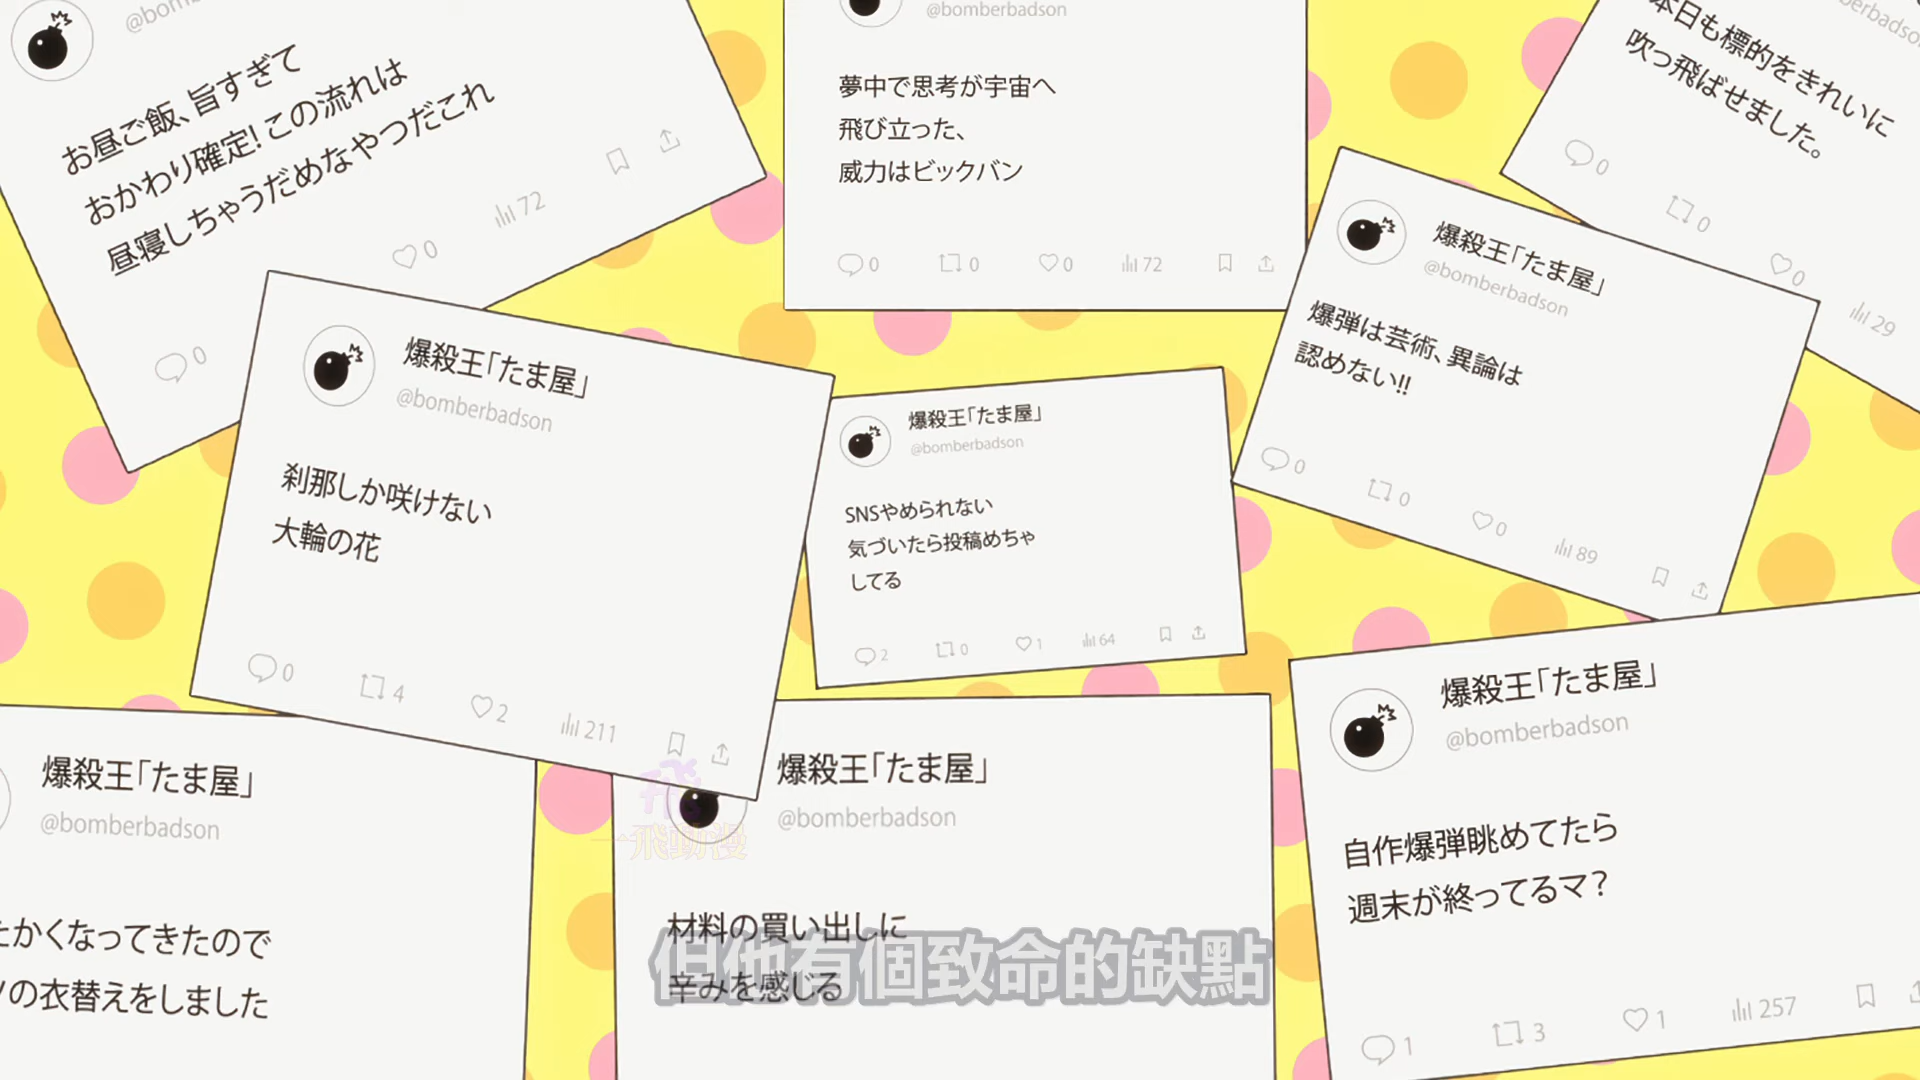 お昼ご飯、旨すぎて
おかわり確定!この流れは
昼寝しちゃうだめなやつだこれ
0
0
72
@bomberbadson
夢中で思考が宇宙へ
飛び立った、
威力はビックバン
0
0
0
72
本日も標的をきれいに
吹っ飛ばせました。
0
0
0
29
爆殺王「たま屋」
@bomberbadson
爆弾は芸術、異論は
認めない!!
0
0
0
89
爆殺王「たま屋」
@bomberbadson
刹那しか咲けない
大輪の花
0
4
2
211
爆殺王「たま屋」
@bomberbadson
SNSやめられない
気づいたら投稿めちゃ
してる
2
0
1
64
爆殺王「たま屋」
@bomberbadson
たかくなってきたので
の衣替えをしました
爆殺王「たま屋」
@bomberbadson
材料の買い出しに
辛みを感じる
爆殺王「たま屋」
@bomberbadson
自作爆弾眺めてたら
週末が終ってるマ?
1
3
1
257
一飛動漫
但他有個致命的缺點